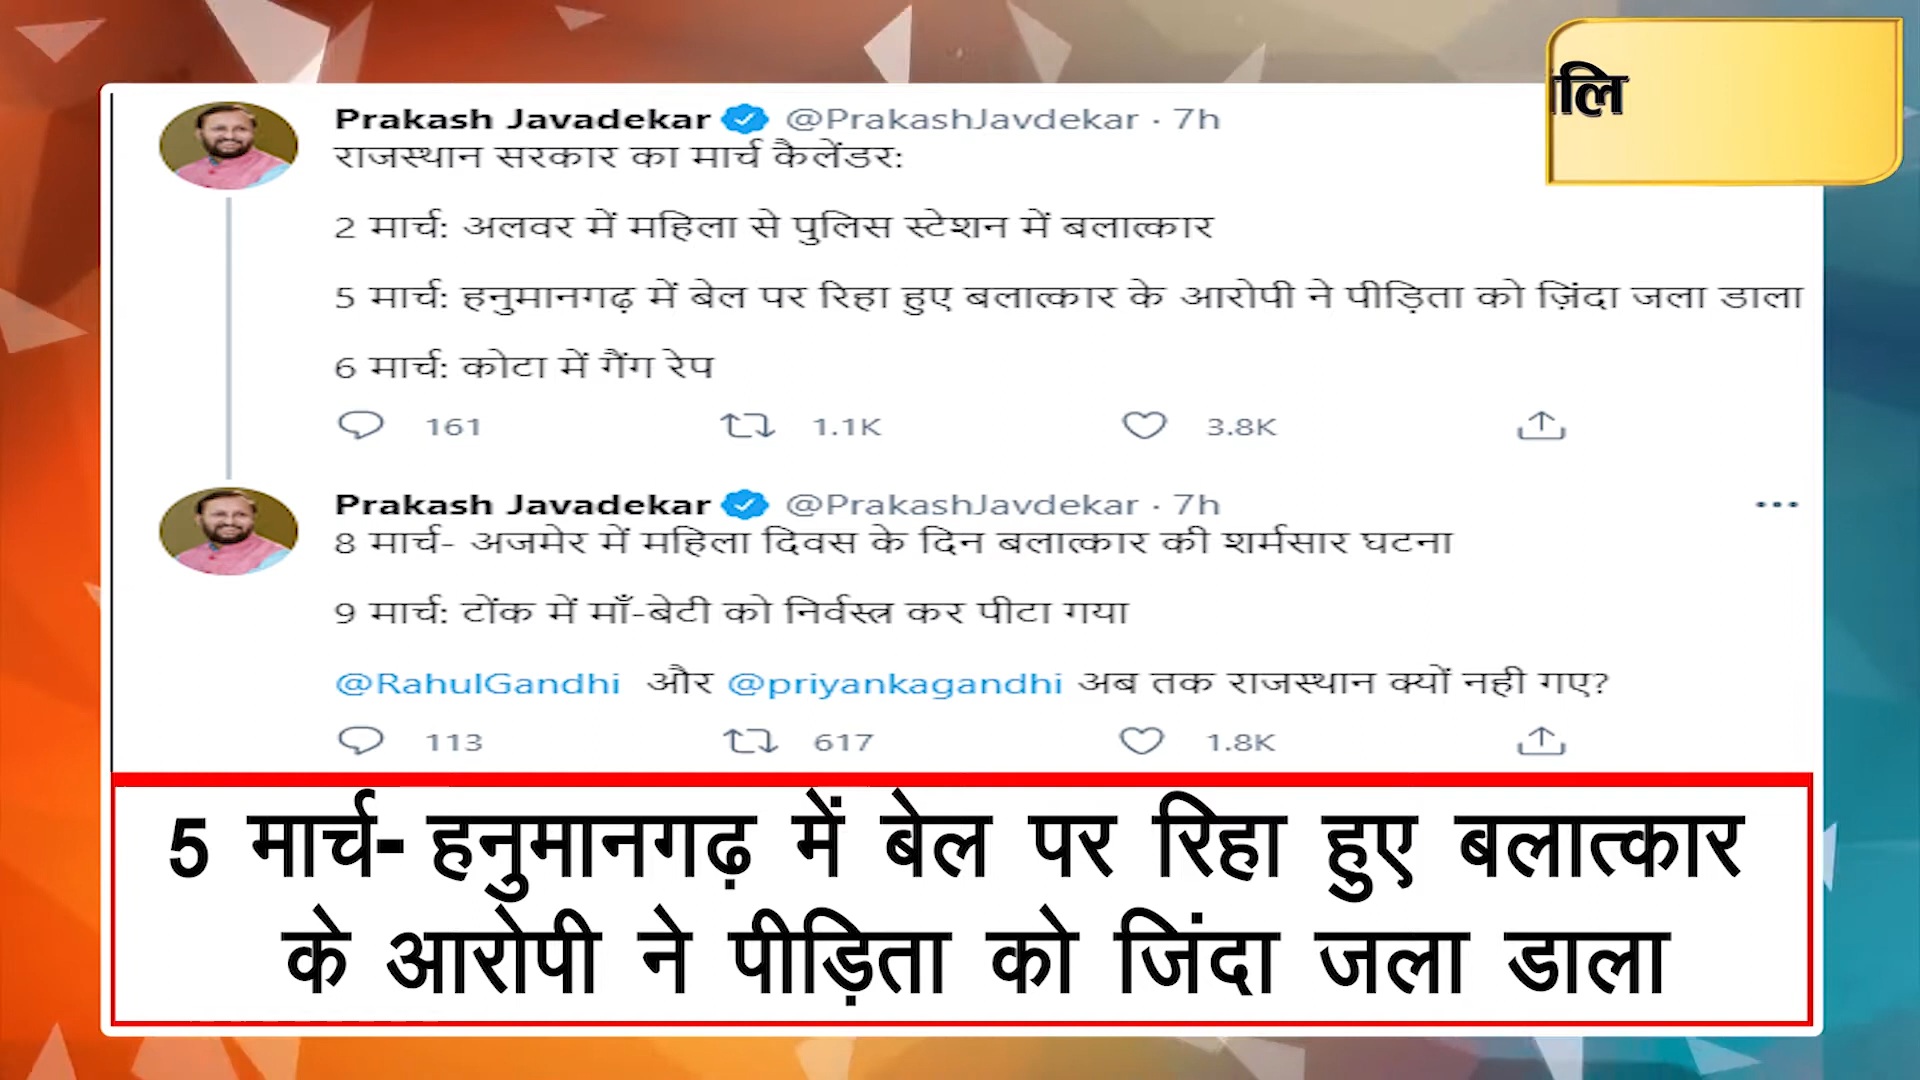 Prakash Javadekar @PrakashJavdekar · 7h
राजस्थान सरकार का मार्च कैलेंडर:
2 मार्च: अलवर में महिला से पुलिस स्टेशन में बलात्कार
5 मार्च: हनुमानगढ़ में बेल पर रिहा हुए बलात्कार के आरोपी ने पीड़िता को ज़िंदा जला डाला
6 मार्च: कोटा में गैंग रेप
161 1.1K 3.8K
Prakash Javadekar @PrakashJavdekar · 7h
8 मार्च- अजमेर में महिला दिवस के दिन बलात्कार की शर्मसार घटना
9 मार्च: टोंक में माँ-बेटी को निर्वस्त्र कर पीटा गया
@RahulGandhi और @priyankagandhi अब तक राजस्थान क्यों नही गए?
113 617 1.8K
5 मार्च- हनुमानगढ़ में बेल पर रिहा हुए बलात्कार
के आरोपी ने पीड़िता को जिंदा जला डाला